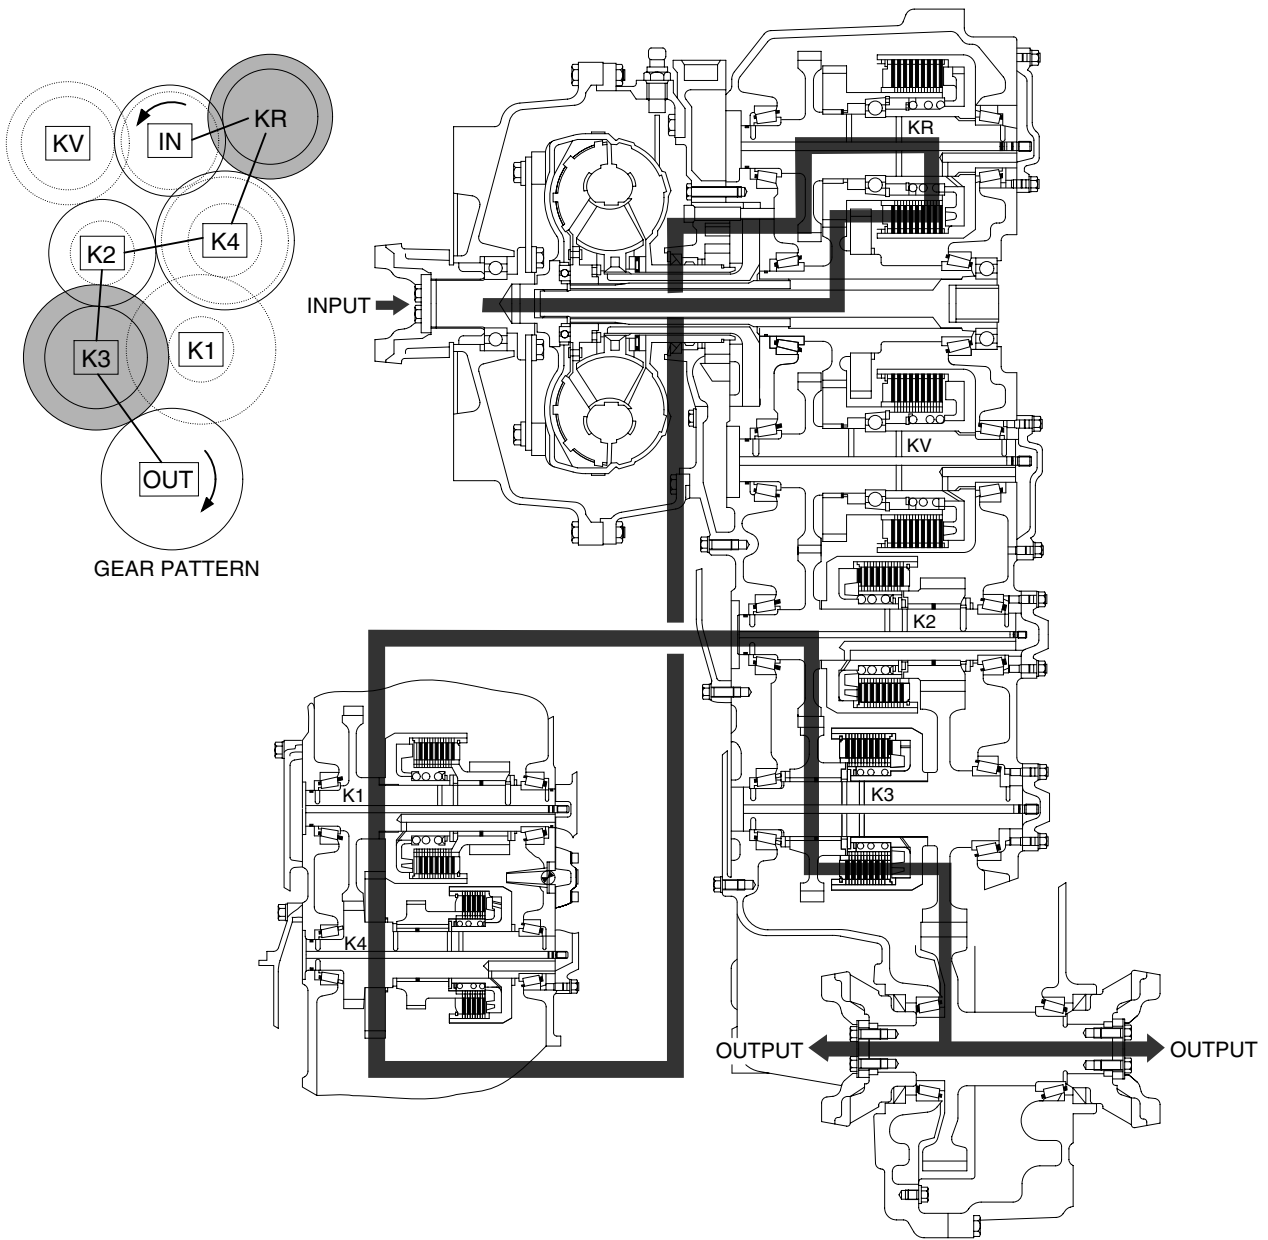 KR
KV
IN
KR
K2
K4
INPUT
K3
K1
KV
OUT
GEAR PATTERN
K2
K1
K3
K4
OUTPUT
OUTPUT